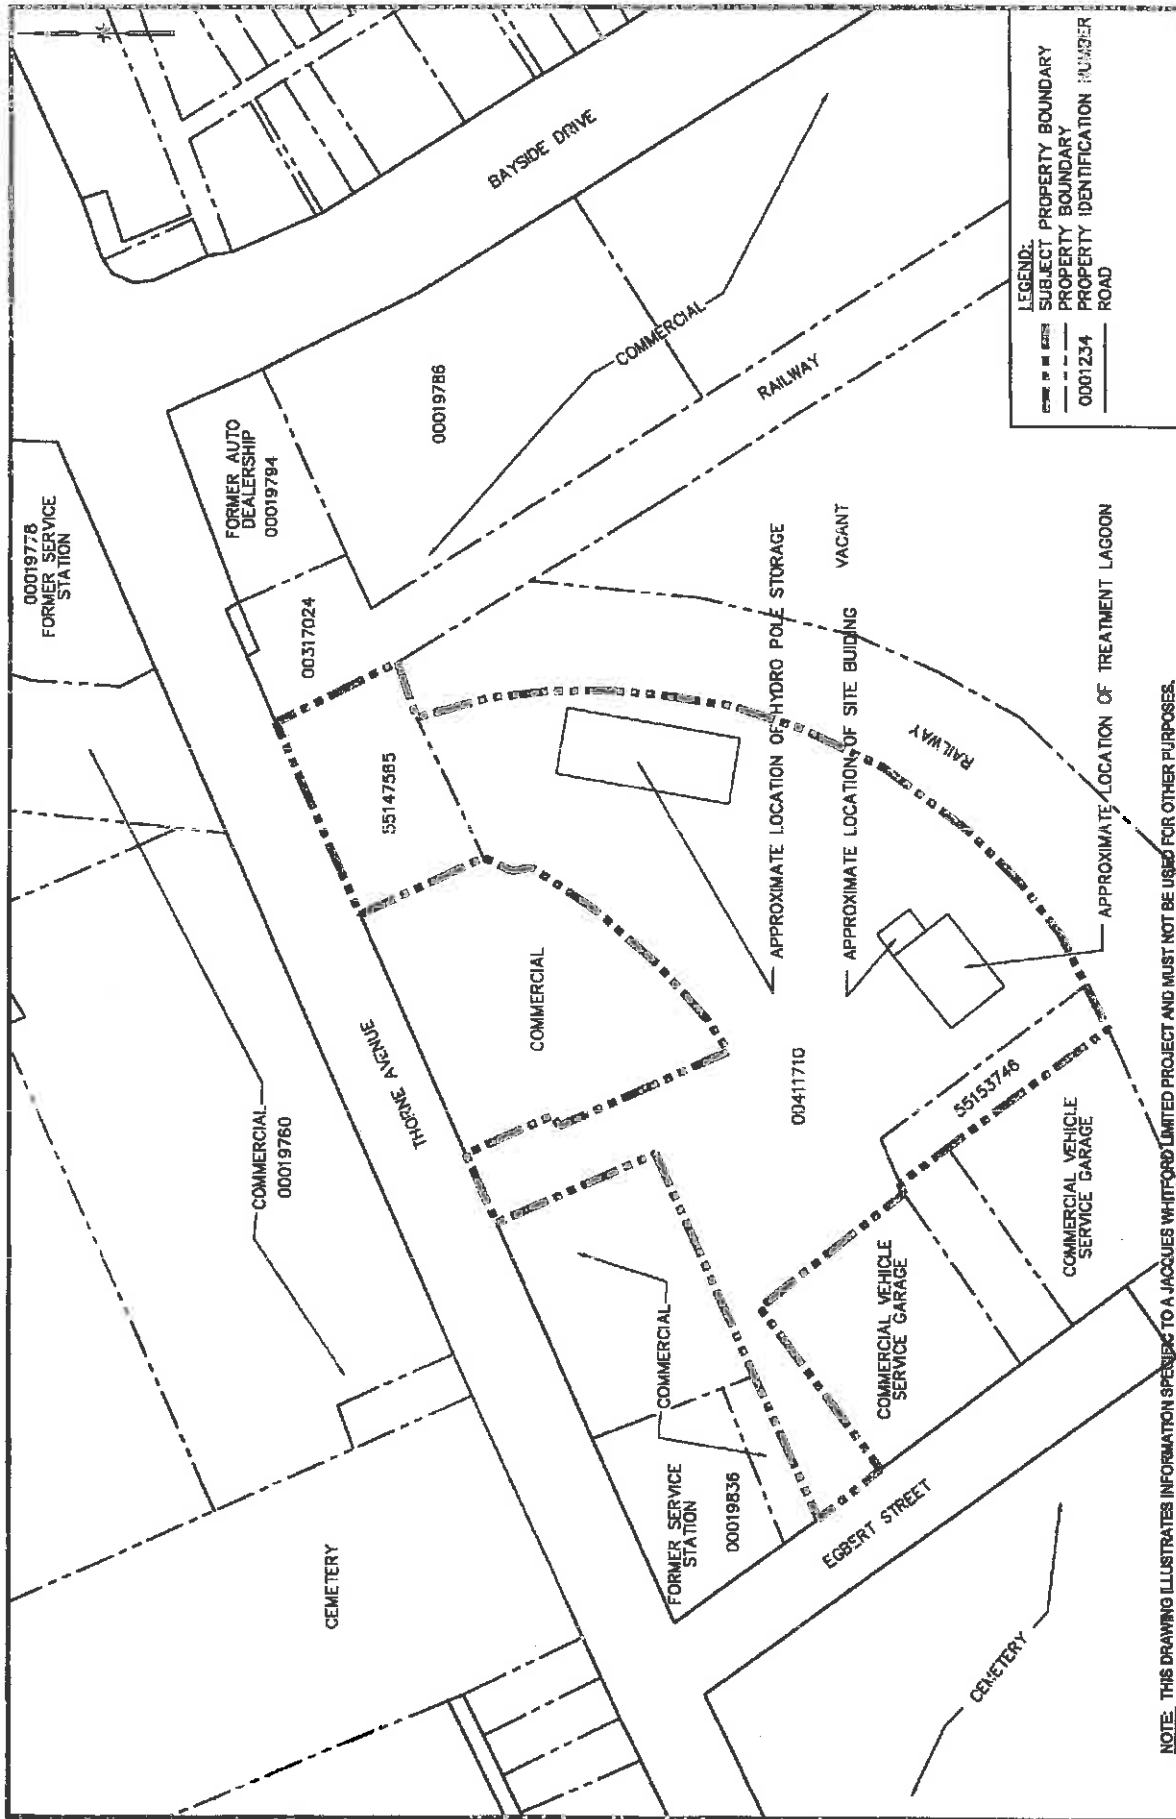 00019778
FORMER SERVICE
STATION
FORMER AUTO
DEALERSHIP
00019794
00317024
00019786
BAYSIDE DRIVE
COMMERCIAL
RAILWAY
COMMERCIAL
00019760
THORNE AVENUE
55147565
COMMERCIAL
CEMETERY
APPROXIMATE LOCATION OF HYDRO POLE STORAGE
APPROXIMATE LOCATION OF SITE BUIDING
VACANT
RAILWAY
APPROXIMATE LOCATION OF TREATMENT LAGOON
00411710
55153746
COMMERCIAL
FORMER SERVICE
STATION
00019836
COMMERCIAL VEHICLE
SERVICE GARAGE
COMMERCIAL VEHICLE
SERVICE GARAGE
EGBERT STREET
CEMETERY
LEGEND:
SUBJECT PROPERTY BOUNDARY
PROPERTY BOUNDARY
0001234 PROPERTY IDENTIFICATION NUMBER
ROAD
NOTE: THIS DRAWING ILLUSTRATES INFORMATION SPECIFIC TO A JACQUES WHITFORD LIMITED PROJECT AND MUST NOT BE USED FOR OTHER PURPOSES.